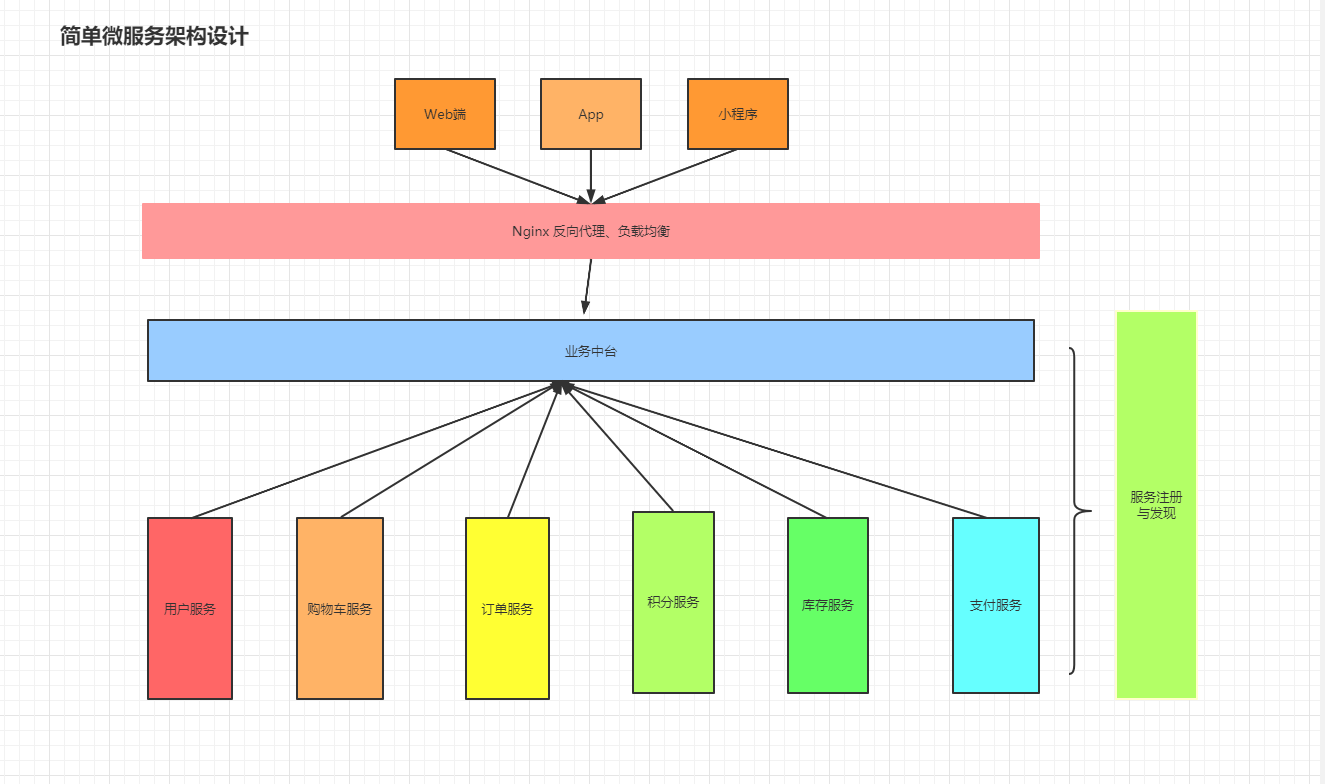 简单微服务架构设计
Web端
App
小程序
Nginx 反向代理、负载均衡
业务中台
服务注册
与发现
用户服务
购物车服务
订单服务
积分服务
库存服务
支付服务